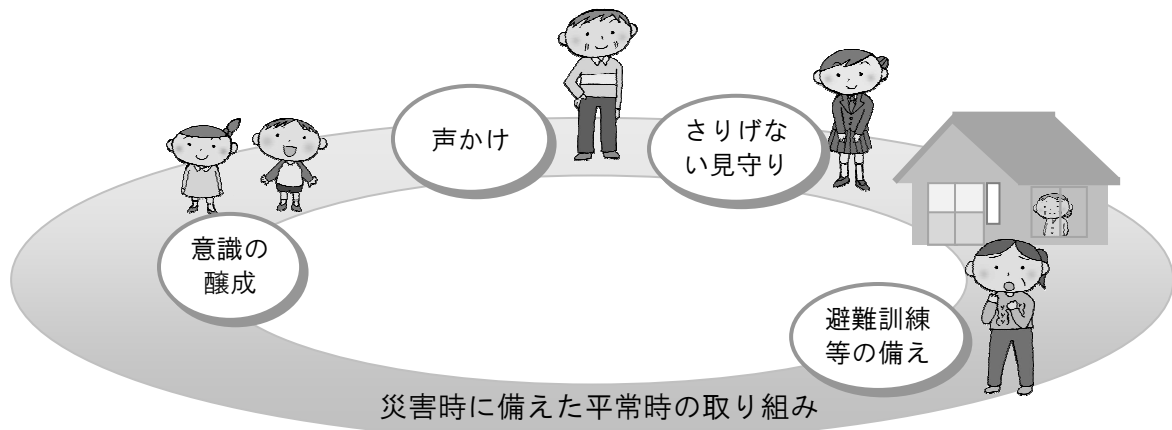 声かけ
さりげな
い見守り
意識の
醸成
避難訓練
等の備え
災害時に備えた平常時の取り組み